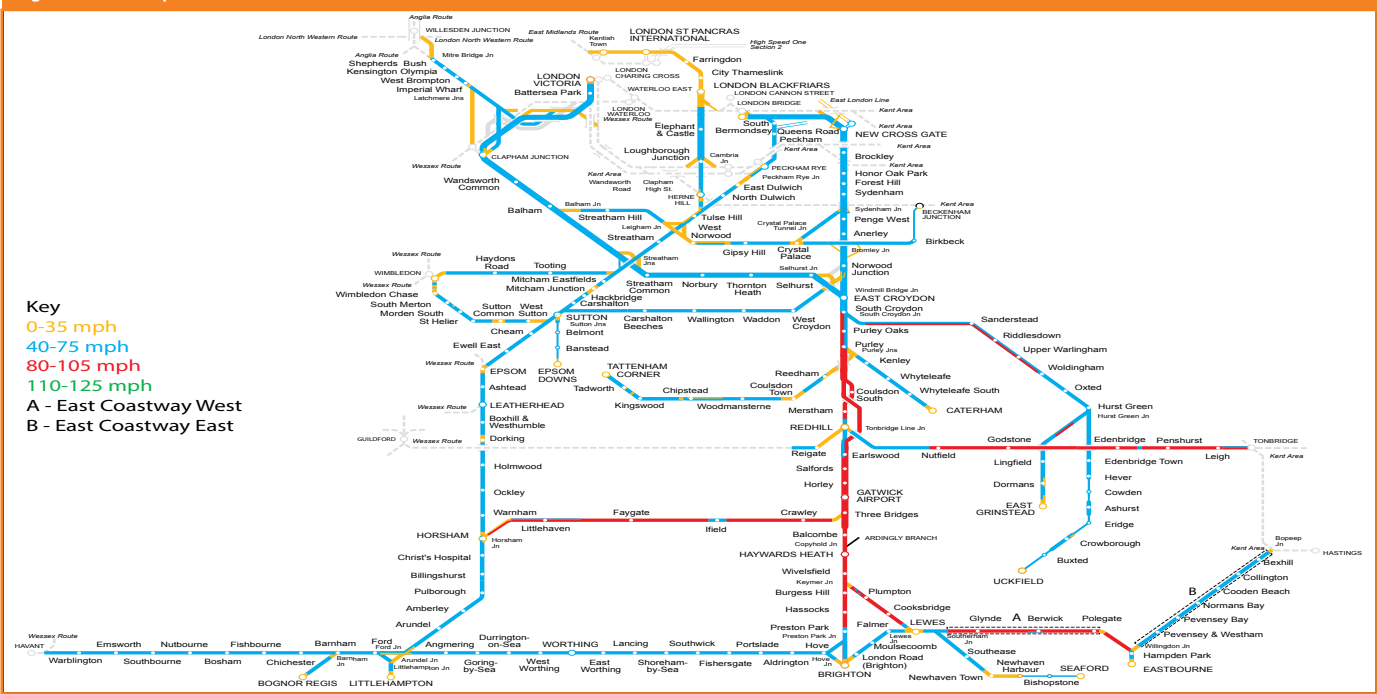 Anglia Route
WILLESDEN JUNCTION
London North Western Route
London North Western Route
Anglia Route
Mitre Bridge Jn
Shepherds Bush
Kensington Olympia
West Brompton
Imperial Wharf
Latchmere Jns
East Midlands Route
Kentish
Town
LONDON ST PANCRAS
INTERNATIONAL
High Speed One
Section 2
Farringdon
City Thameslink
LONDON
VICTORIA
Battersea Park
LONDON
CHARING CROSS
WATERLOO EAST
LONDON BLACKFRIARS
LONDON CANNON STREET
LONDON BRIDGE
East London Line
Kent Area
LONDON
WATERLOO
Wessex Route
Elephant
& Castle
South
Bermondsey
Queens Road
Peckham
Kent Area
NEW CROSS GATE
Kent Area
Kent Area
Loughborough
Junction
Cambria
Jn
Kent Area
Brockley
Kent Area
CLAPHAM JUNCTION
Wessex Route
PECKHAM RYE
Peckham Rye Jn
Honor Oak Park
Forest Hill
Sydenham
Kent Area
Wandsworth
Road
Clapham
High St.
Wandsworth
Common
HERNE
HILL
East Dulwich
North Dulwich
Kent Area
BECKENHAM
JUNCTION
Balham
Balham Jn
Streatham Hill
Leigham Jn
Tulse Hill
West
Norwood
Crystal Palace
Tunnel Jn
Sydenham Jn
Penge West
Anerley
Birkbeck
Streatham
Gipsy Hill
Crystal
Palace
Bromley Jn
Wessex Route
Haydons
Road
Tooting
Streatham
Jns
Selhurst Jn
Norwood
Junction
WIMBLEDON
Wessex Route
Mitcham Eastfields
Mitcham Junction
Streatham
Common
Norbury
Thornton
Heath
Selhurst
Windmill Bridge Jn
EAST CROYDON
South Croydon
South Croydon Jn
Wimbledon Chase
South Merton
Morden South
St Helier
Sutton
Common
West
Sutton
Hackbridge
Carshalton
SUTTON
Sutton Jns
Carshalton
Beeches
Wallington
Waddon
West
Croydon
Sanderstead
Cheam
Belmont
Purley Oaks
Riddlesdown
Ewell East
Banstead
Purley
Purley Jns
Upper Warlingham
Kenley
Woldingham
Wessex Route
EPSOM
EPSOM
DOWNS
TATTENHAM
CORNER
Reedham
Whyteleafe
Ashtead
Tadworth
Chipstead
Coulsdon
Town
Coulsdon
South
Whyteleafe South
Oxted
Kingswood
Woodmansterne
Wessex Route
LEATHERHEAD
Merstham
CATERHAM
Hurst Green
Hurst Green Jn
Boxhill &
Westhumble
REDHILL
Tonbridge Line Jn
GUILDFORD
Wessex Route
Dorking
Godstone
Edenbridge
Penshurst
TONBRIDGE
Reigate
Earlswood
Nutfield
Leigh
Kent Area
Holmwood
Salfords
Lingfield
Edenbridge Town
Horley
Hever
Ockley
GATWICK
AIRPORT
Dormans
Cowden
EAST
GRINSTEAD
Ashurst
Warnham
Faygate
Crawley
Three Bridges
Littlehaven
Ifield
Eridge
HORSHAM
Horsham
Jn
Balcombe
Copyhold Jn
ARDINGLY BRANCH
Crowborough
Bopeep
Jn
Kent Area
HASTINGS
Christ's Hospital
HAYWARDS HEATH
Buxted
Bexhill
Billingshurst
Wivelsfield
Keymer Jn
UCKFIELD
Collington
Pulborough
Burgess Hill
Plumpton
B
Cooden Beach
Amberley
Hassocks
Cooksbridge
Normans Bay
Arundel
Preston Park
Preston Park Jn
Falmer
LEWES
Glynde
A
Berwick
Polegate
Pevensey Bay
Pevensey & Westham
Wessex Route
HAVANT
Emsworth
Nutbourne
Fishbourne
Barnham
Ford
Ford Jn
Angmering
Durrington-
on-Sea
WORTHING
Lancing
Southwick
Portslade
Hove
Lewes
Jn
Southerham
Jn
Moulsecoomb
Willingdon Jn
Hampden Park
Warblington
Southbourne
Bosham
Chichester
Barnham
Jn
Arundel Jn
Littlehampton Jn
Goring-
by-Sea
West
Worthing
East
Worthing
Shoreham-
by-Sea
Fishersgate
Aldrington
Hove
Jn
London Road
(Brighton)
Southease
Newhaven
Harbour
SEAFORD
EASTBOURNE
BOGNOR REGIS
LITTLEHAMPTON
BRIGHTON
Newhaven Town
Bishopstone
Key
0-35 mph
40-75 mph
80-105 mph
110-125 mph
A - East Coastway West
B - East Coastway East